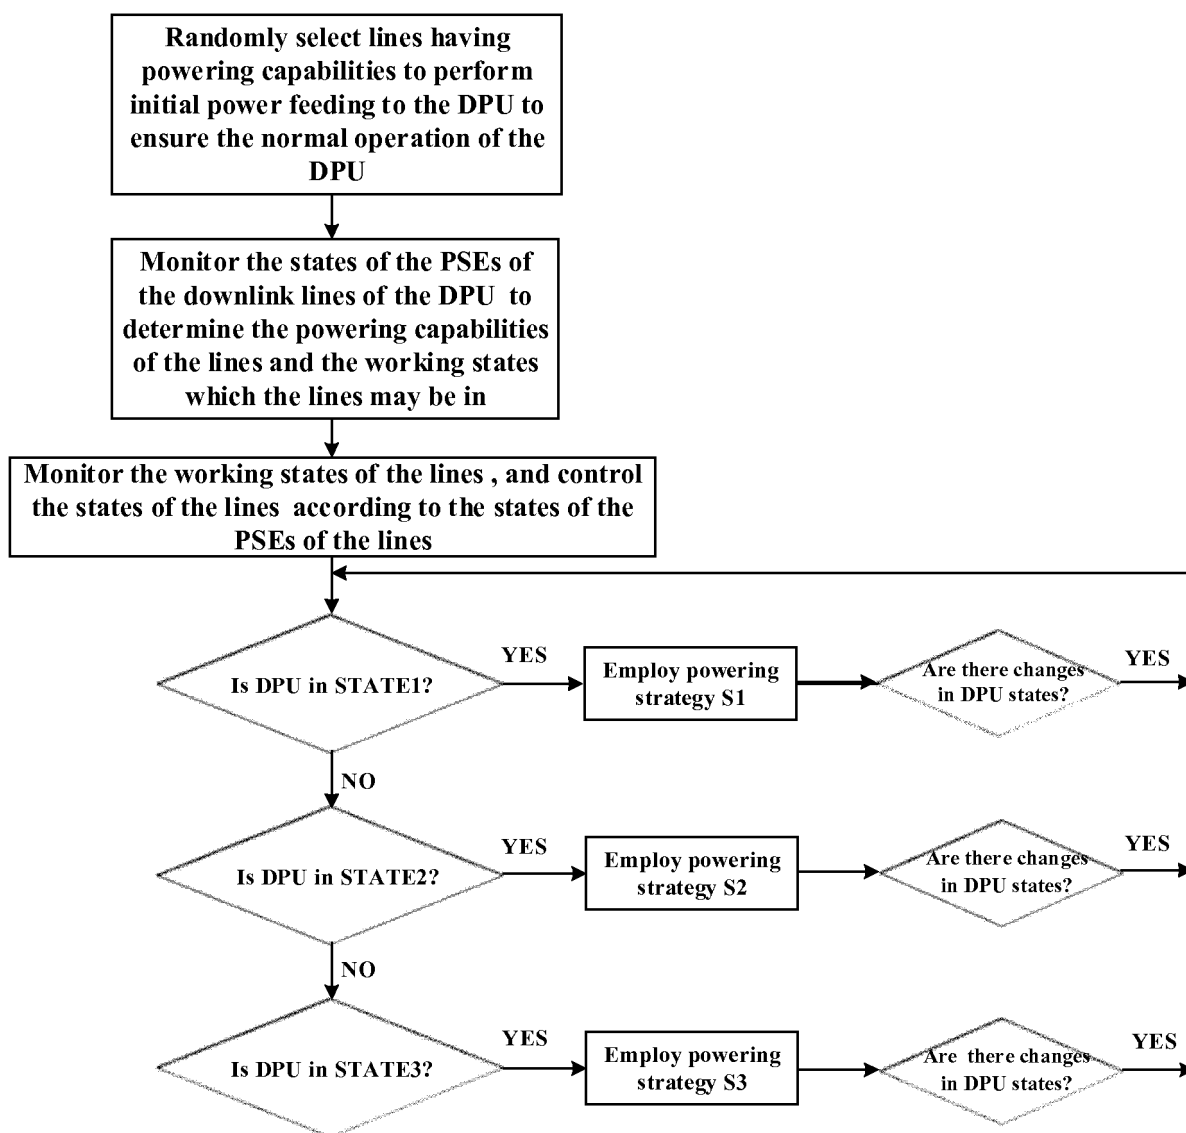 Randomly select lines having
powering capabilities to perform
initial power feeding to the DPU to
ensure the normal operation of the
DPU
Monitor the states of the PSEs of
the downlink lines of the DPU to
determine the powering capabilities
of the lines and the working states
which the lines may be in
Monitor the working states of the lines , and control
the states of the lines according to the states of the
PSEs of the lines
Is DPU in STATE1?
YES
Employ powering
strategy S1
Are there changes
in DPU states?
YES
NO
Is DPU in STATE2?
YES
Employ powering
strategy S2
Are there changes
in DPU states?
YES
NO
Is DPU in STATE3?
YES
Employ powering
strategy S3
Are there changes
in DPU states?
YES